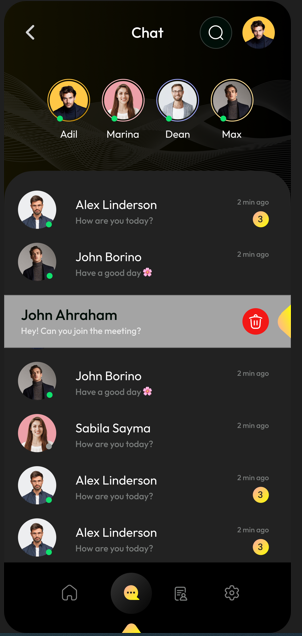 Chat
Adil
Marina
Dean
Max
Alex Linderson
2 min ago
How are you today?
3
John Borino
2 min ago
Have a good day🌸
John Ahraham
Hey! Can you join the meeting?
John Borino
2 min ago
Have a good day🌸
Sabila Sayma
2 min ago
How are you today?
Alex Linderson
2 min ago
How are you today?
3
Alex Linderson
2 min ago
How are you today?
3